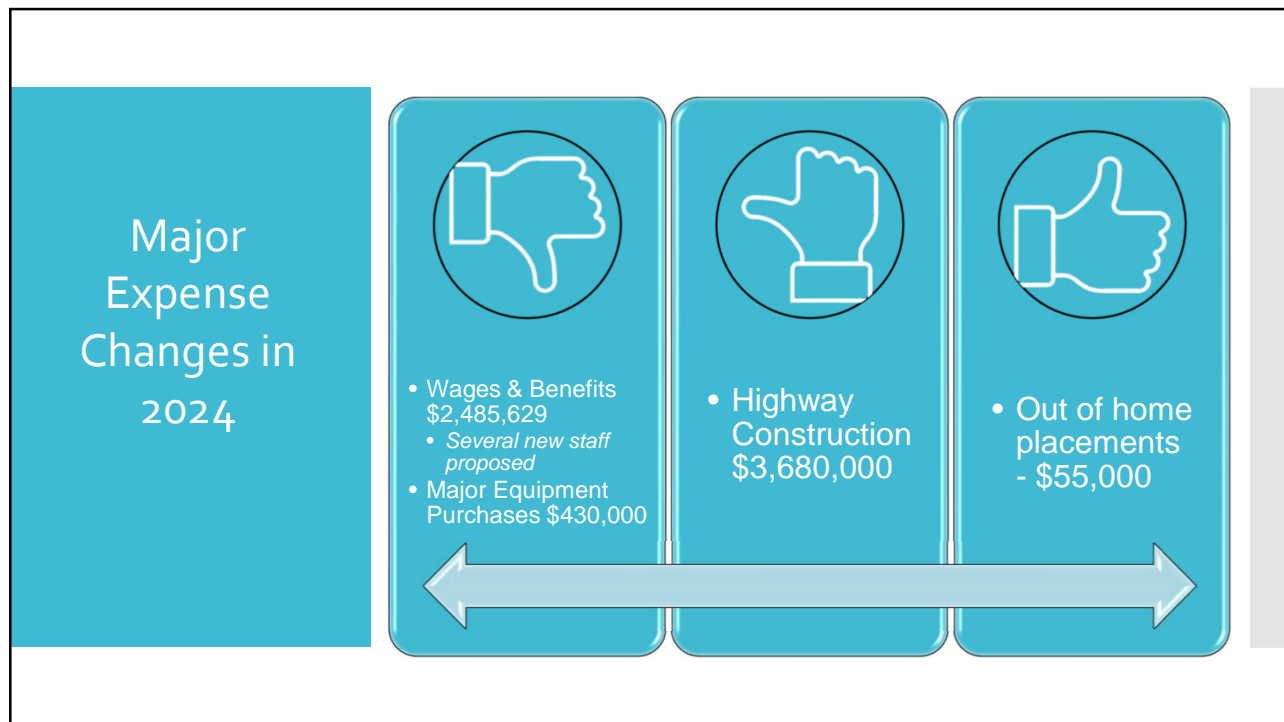 Major
Expense
Changes in
2024
• Wages & Benefits
$2,485,629
• Several new staff
proposed
• Major Equipment
Purchases $430,000
• Highway
Construction
$3,680,000
• Out of home
placements
- $55,000